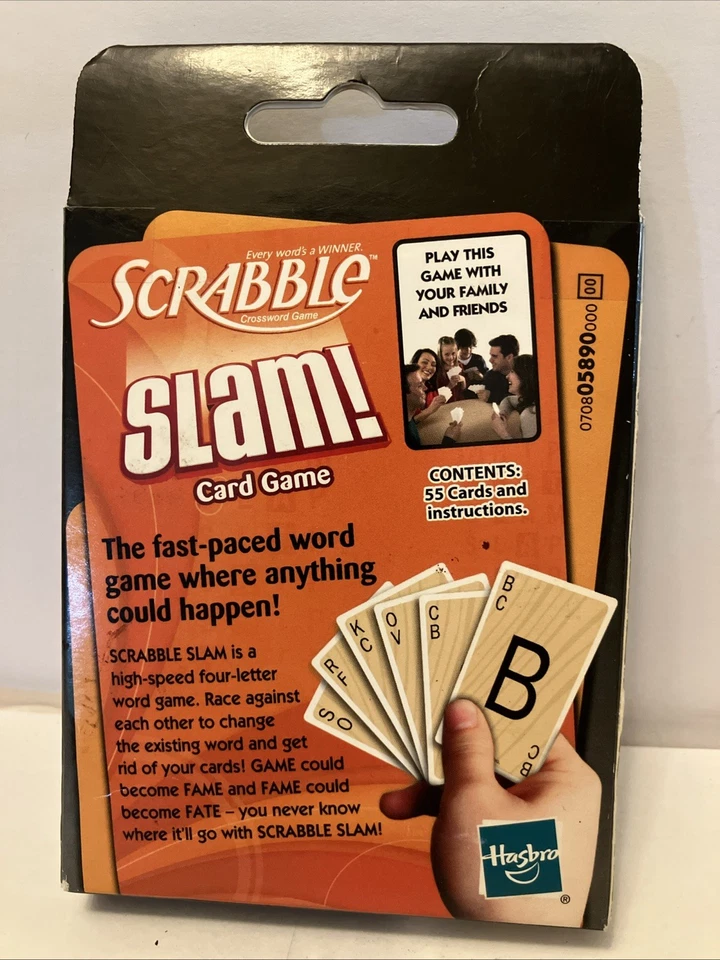 Every word's a WINNER.
SCRABBLE™
Crossword Game
SLam!
Card Game
PLAY THIS
GAME WITH
YOUR FAMILY
AND FRIENDS
070805890000 00
CONTENTS:
55 Cards and
instructions.
The fast-paced word
game where anything
could happen!
SCRABBLE SLAM is a
high-speed four-letter
word game. Race against
each other to change
the existing word and get
rid of your cards! GAME could
become FAME and FAME could
become FATE – you never know
where it'll go with SCRABBLE SLAM!
S
O
R
F
K
C
O
V
C
B
B
C
B
B
C
Hasbro
®